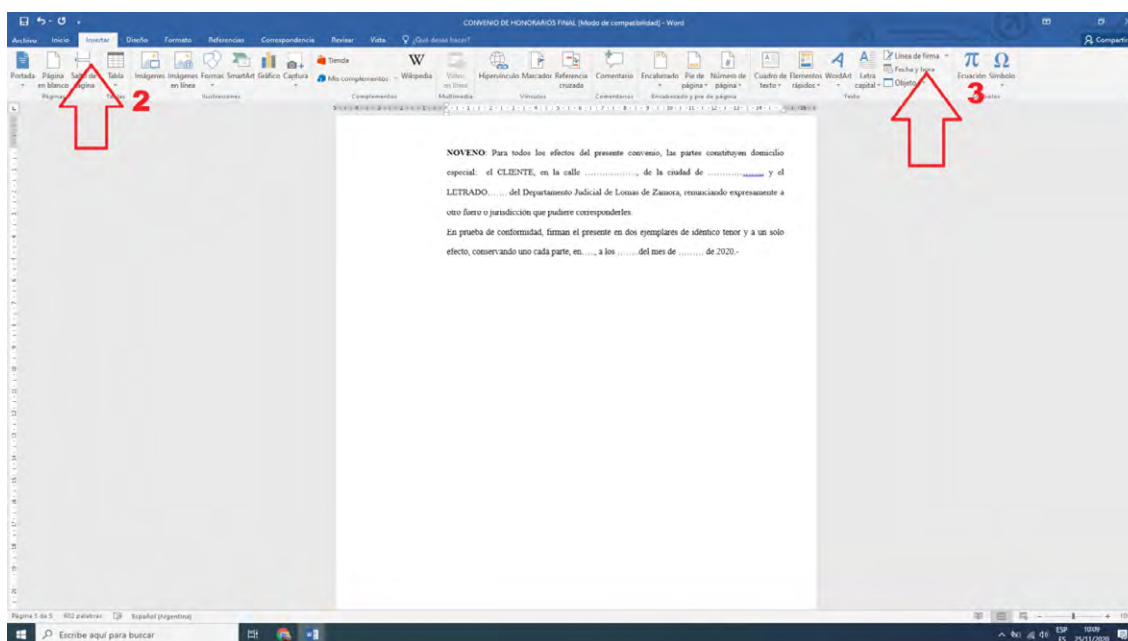 CONVENIO DE HONORARIOS FINAL [Modo de compatibilidad] - Word
Archivo Inicio Insertar Diseño Formato Referencias Correspondencia Revisar Vista ¿Qué desea hacer? Compartir
Portada Página en blanco Salto de página Tabla Imágenes Imágenes en línea Formas SmartArt Gráfico Captura Tienda Mis complementos Wikipedia Vídeo en línea Hipervínculo Marcador Referencia cruzada Comentario Encabezado Pie de página Número de página Cuadro de texto Elementos rápidos WordArt Letra capital Línea de firma Fecha y hora Objeto Ecuación Símbolo
Páginas Tablas Ilustraciones Complementos Multimedia Vínculos Comentarios Encabezado y pie de página Texto
2
3
NOVENO: Para todos los efectos del presente convenio, las partes constituyen domicilio
especial: el CLIENTE, en la calle ………………, de la ciudad de ………………… y el
LETRADO……. del Departamento Judicial de Lomas de Zamora, renunciando expresamente a
otro fuero o jurisdicción que pudiere corresponderles.
En prueba de conformidad, firman el presente en dos ejemplares de idéntico tenor y a un solo
efecto, conservando uno cada parte, en…., a los ……..del mes de ……… de 2020.-
Página 5 de 5 602 palabras Español (Argentina)
Escribe aquí para buscar
ESP 10:09
ES 25/11/2020